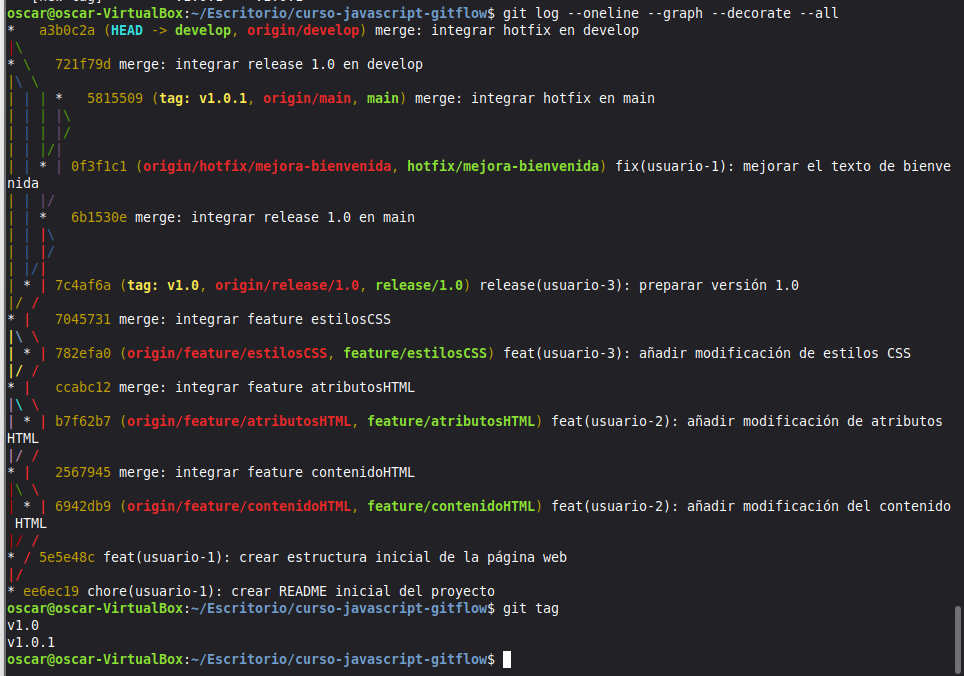 oscar@oscar-VirtualBox:~/Escritorio/curso-javascript-gitflow$ git log --oneline --graph --decorate --all
*   a3b0c2a (HEAD -> develop, origin/develop) merge: integrar hotfix en develop
|\
* \   721f79d merge: integrar release 1.0 en develop
|\ \
| | | *   5815509 (tag: v1.0.1, origin/main, main) merge: integrar hotfix en main
| | | |\
| | | |/
| | |/|
| | * | 0f3f1c1 (origin/hotfix/mejora-bienvenida, hotfix/mejora-bienvenida) fix(usuario-1): mejorar el texto de bienve
nida
| | |/
| | *   6b1530e merge: integrar release 1.0 en main
| | |\
| | |/
| |/|
| * | 7c4af6a (tag: v1.0, origin/release/1.0, release/1.0) release(usuario-3): preparar versión 1.0
|/ /
* |   7045731 merge: integrar feature estilosCSS
|\ \
| * | 782efa0 (origin/feature/estilosCSS, feature/estilosCSS) feat(usuario-3): añadir modificación de estilos CSS
|/ /
* |   ccabc12 merge: integrar feature atributosHTML
|\ \
| * | b7f62b7 (origin/feature/atributosHTML, feature/atributosHTML) feat(usuario-2): añadir modificación de atributos
HTML
|/ /
* |   2567945 merge: integrar feature contenidoHTML
|\ \
| * | 6942db9 (origin/feature/contenidoHTML, feature/contenidoHTML) feat(usuario-2): añadir modificación del contenido
 HTML
|/ /
* / 5e5e48c feat(usuario-1): crear estructura inicial de la página web
|/
* ee6ec19 chore(usuario-1): crear README inicial del proyecto
oscar@oscar-VirtualBox:~/Escritorio/curso-javascript-gitflow$ git tag
v1.0
v1.0.1
oscar@oscar-VirtualBox:~/Escritorio/curso-javascript-gitflow$